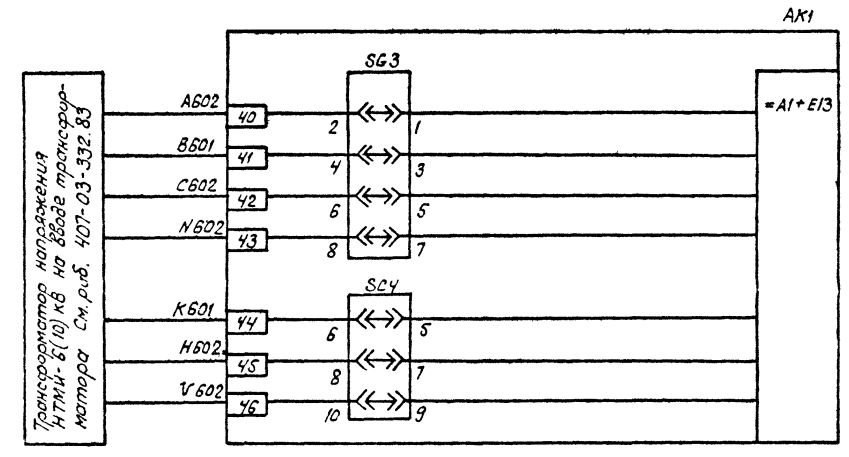 АК1
SG3
=А1+Е13
А602
40
2
1
В601
41
4
3
С602
42
6
5
N602
43
8
7
SC4
К601
44
6
5
Н602
45
8
7
V602
46
10
9
Трансформатор напряжения
НТМИ-6(10) кв на вводе трансфор-
матора См. рис. 407-03-332.83